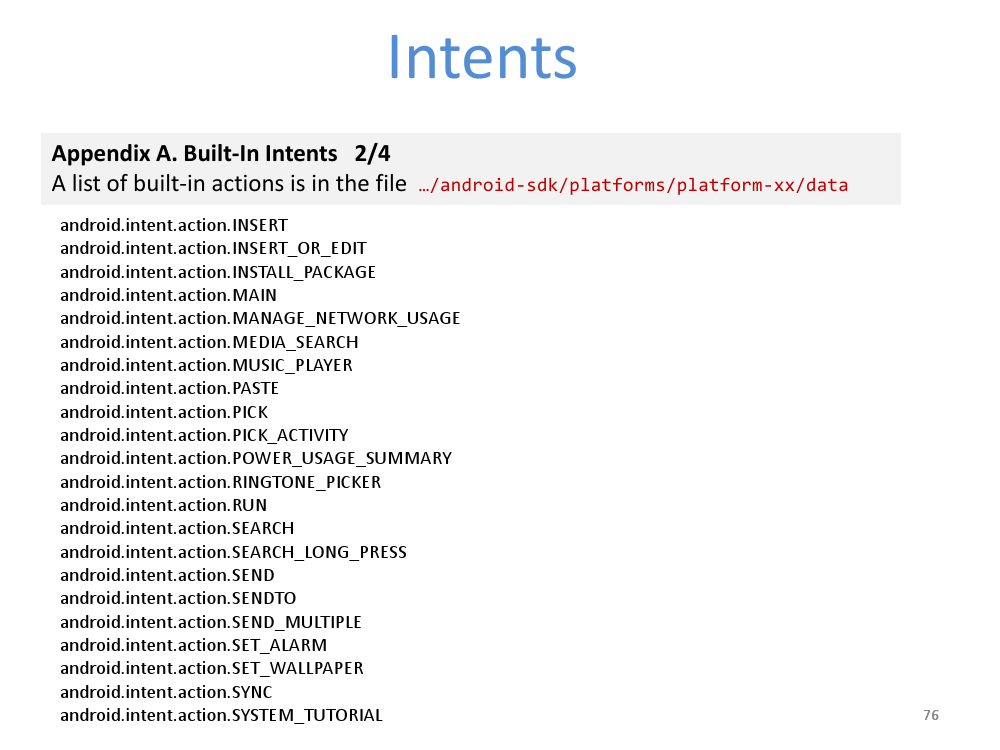 Intents
Appendix A. Built-In Intents 2/4
A list of built-in actions is in the file …/android-sdk/platforms/platform-xx/data
android.intent.action.INSERT
android.intent.action.INSERT_OR_EDIT
android.intent.action.INSTALL_PACKAGE
android.intent.action.MAIN
android.intent.action.MANAGE_NETWORK_USAGE
android.intent.action.MEDIA_SEARCH
android.intent.action.MUSIC_PLAYER
android.intent.action.PASTE
android.intent.action.PICK
android.intent.action.PICK_ACTIVITY
android.intent.action.POWER_USAGE_SUMMARY
android.intent.action.RINGTONE_PICKER
android.intent.action.RUN
android.intent.action.SEARCH
android.intent.action.SEARCH_LONG_PRESS
android.intent.action.SEND
android.intent.action.SENDTO
android.intent.action.SEND_MULTIPLE
android.intent.action.SET_ALARM
android.intent.action.SET_WALLPAPER
android.intent.action.SYNC
android.intent.action.SYSTEM_TUTORIAL
76